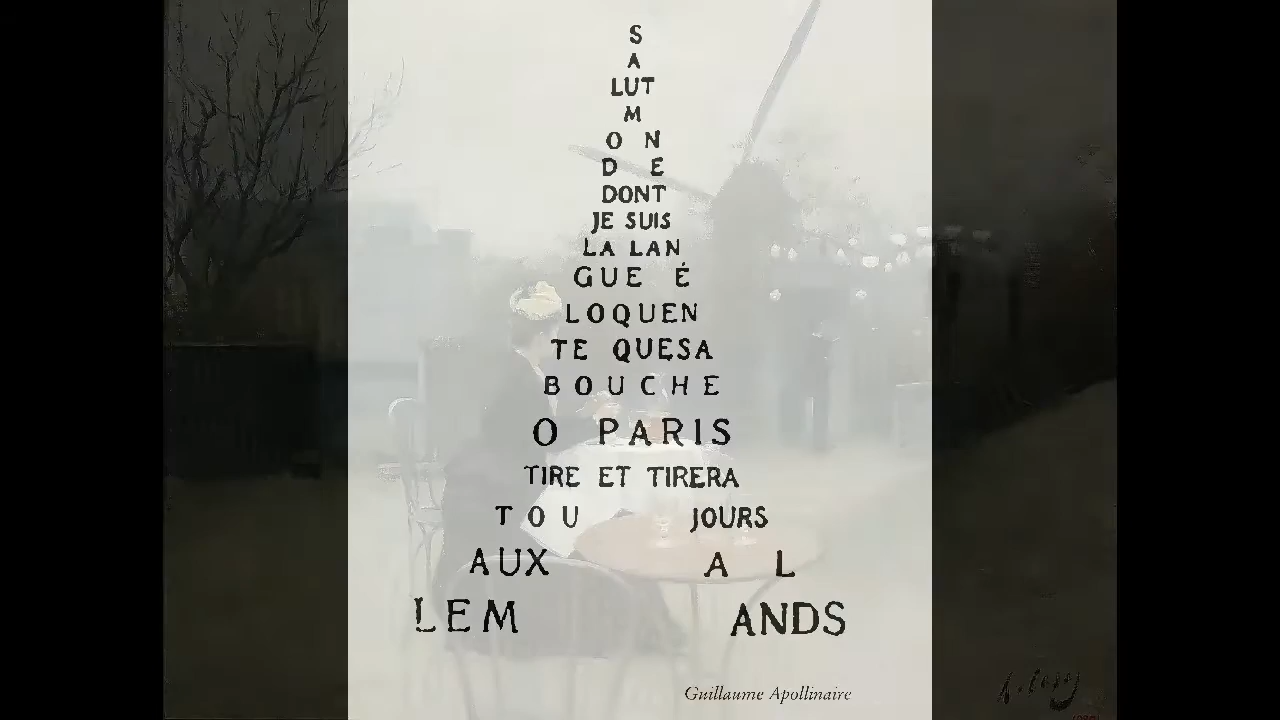 S
A
LUT
M
O N
D E
DONT
JE SUIS
LA LAN
GUE É
LOQUEN
TE QUESA
BOUCHE
O PARIS
TIRE ET TIRERA
TOU JOURS
AUX A L
LEM ANDS
Guillaume Apollinaire